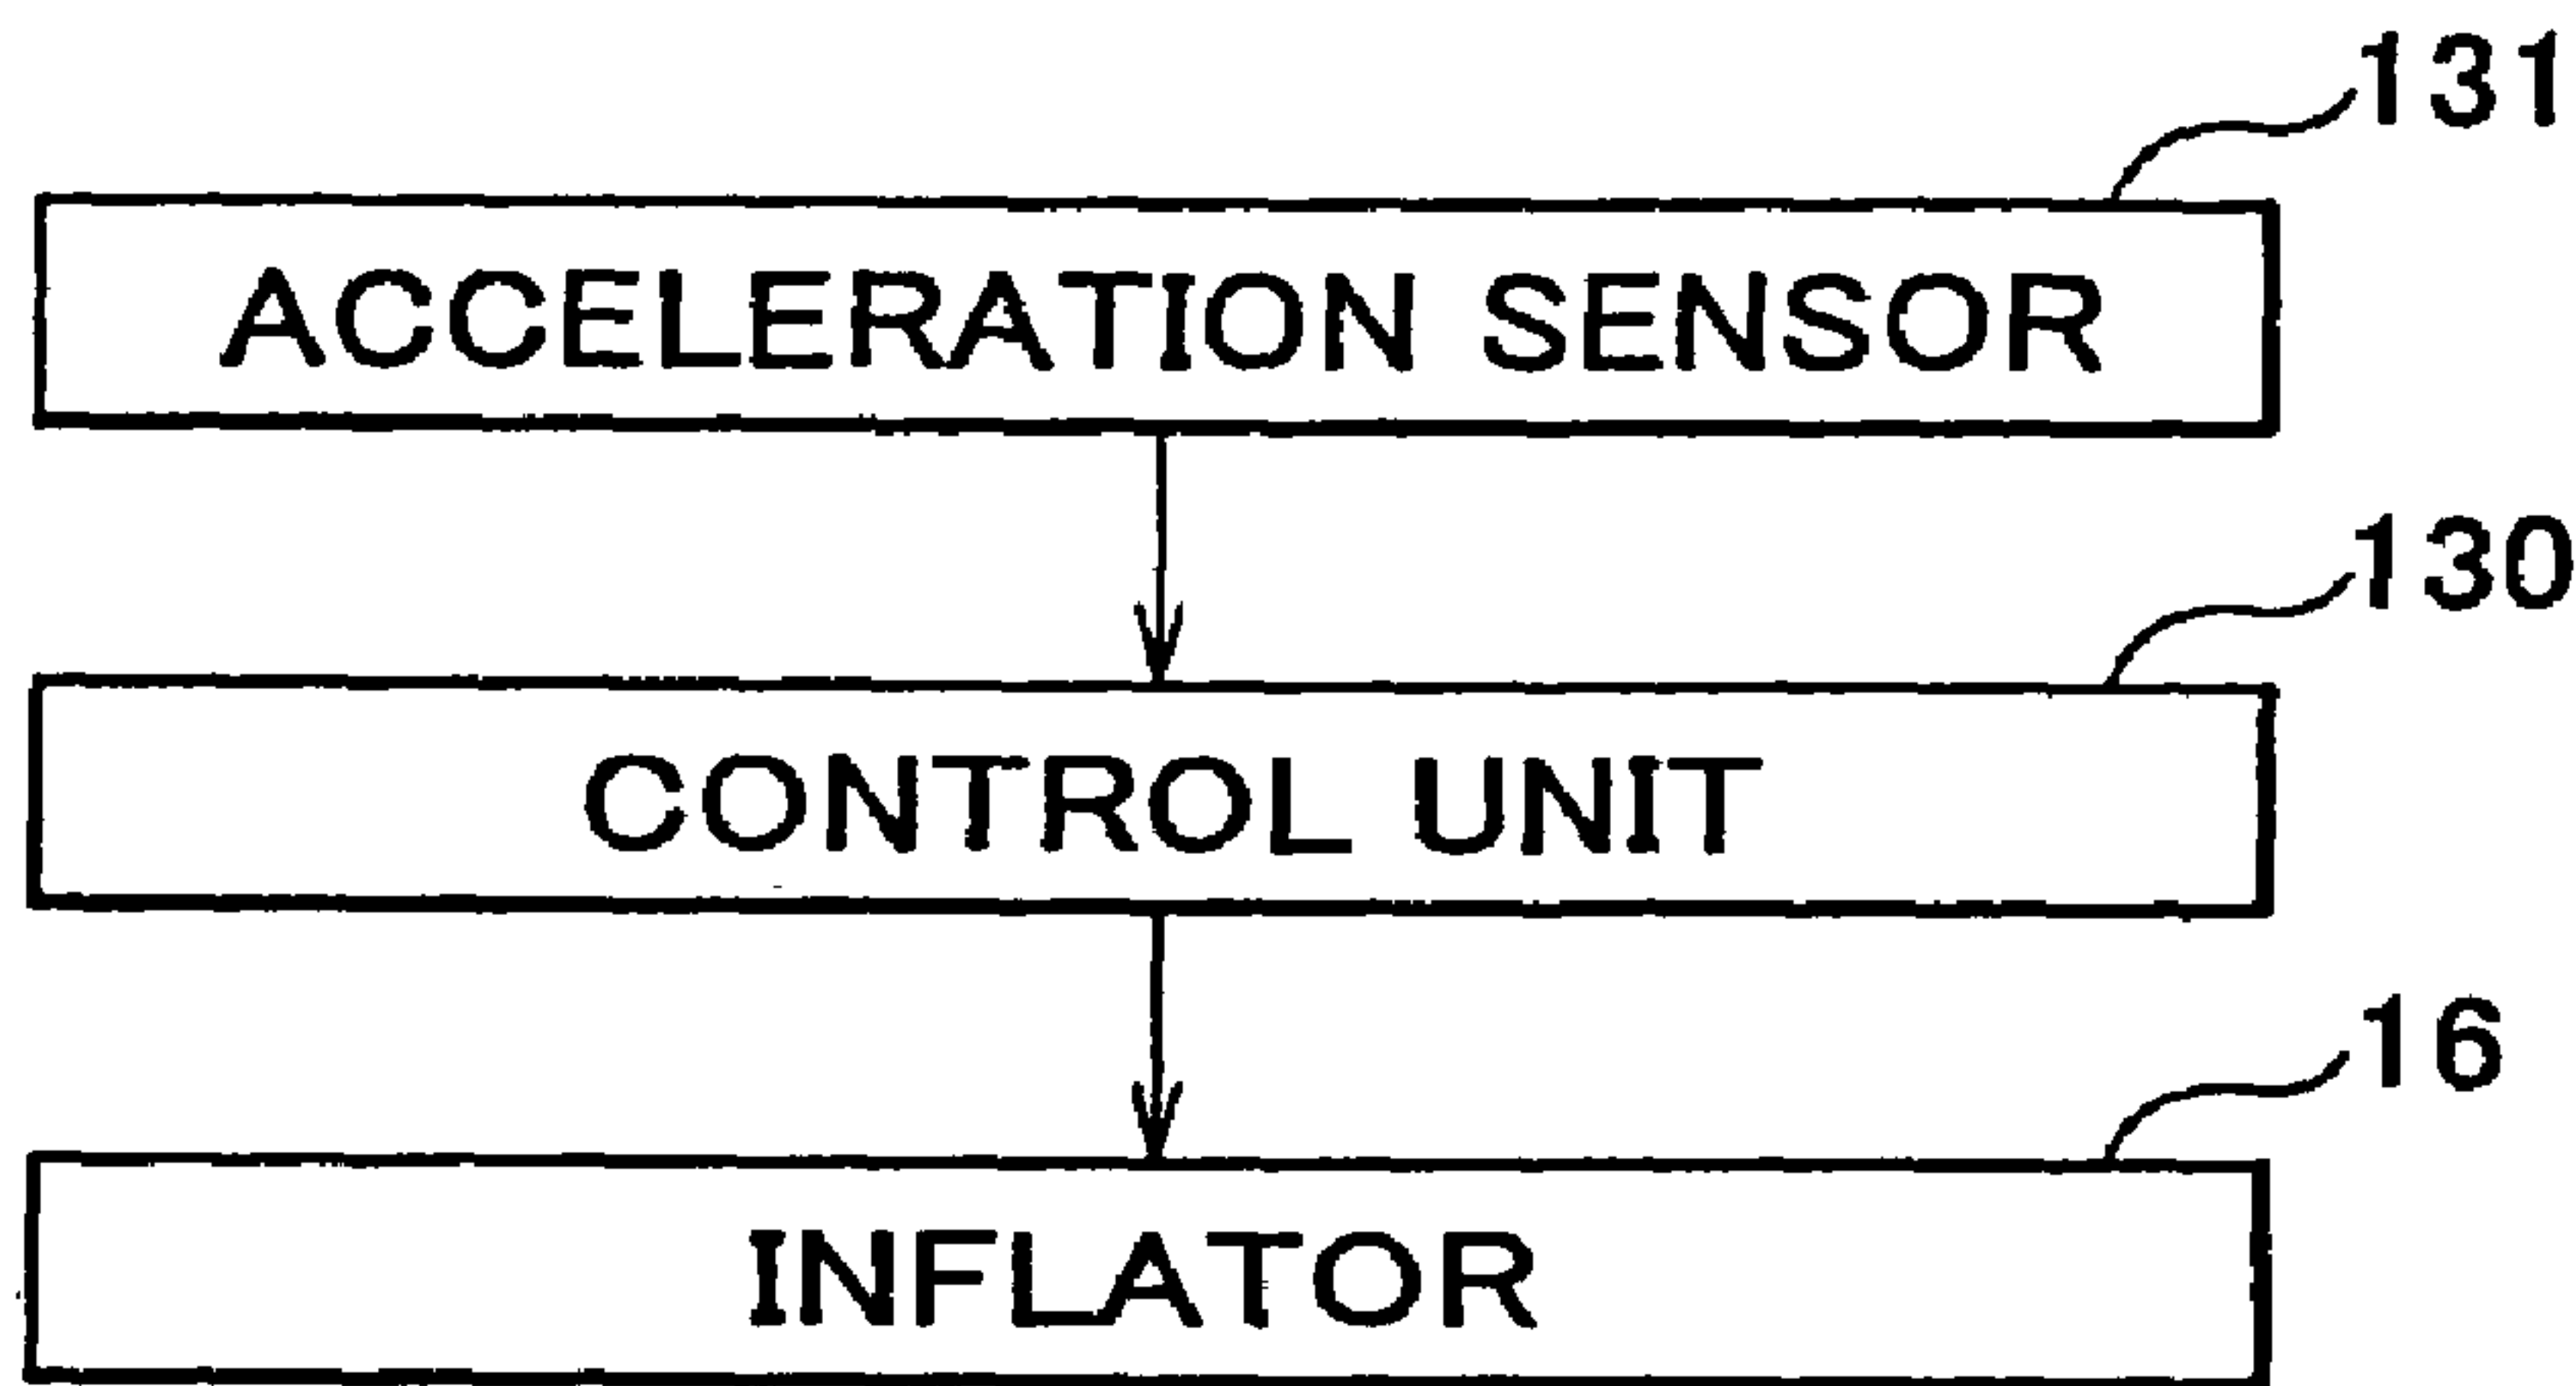 131
ACCELERATION SENSOR
130
CONTROL UNIT
16
INFLATOR